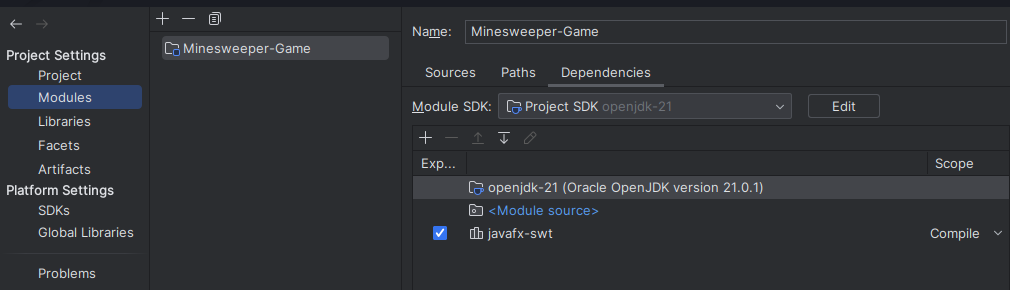 Project Settings
Project
Modules
Libraries
Facets
Artifacts
Platform Settings
SDKs
Global Libraries
Problems
Minesweeper-Game
Name: Minesweeper-Game
Sources Paths Dependencies
Module SDK: Project SDK openjdk-21 Edit
Exp... Scope
openjdk-21 (Oracle OpenJDK version 21.0.1)
<Module source>
javafx-swt Compile